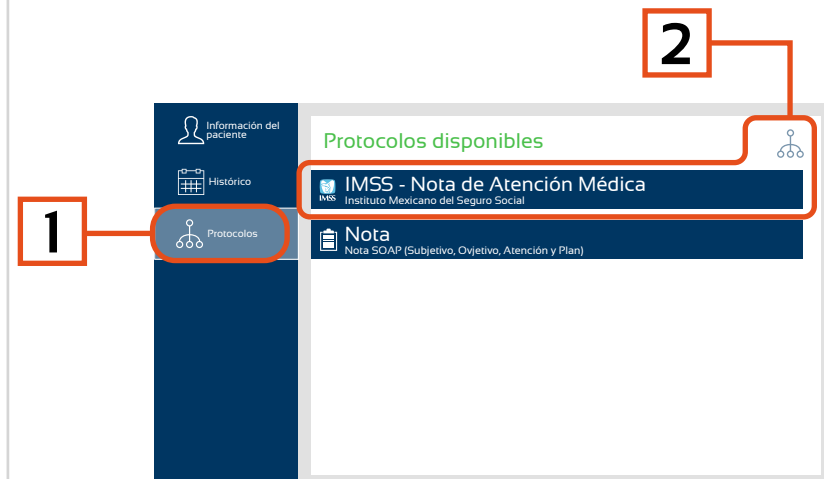 2
Información del
paciente
Protocolos disponibles
Histórico
IMSS - Nota de Atención Médica
IMSS
Instituto Mexicano del Seguro Social
1
Protocolos
Nota
Nota SOAP (Subjetivo, Ovjetivo, Atención y Plan)